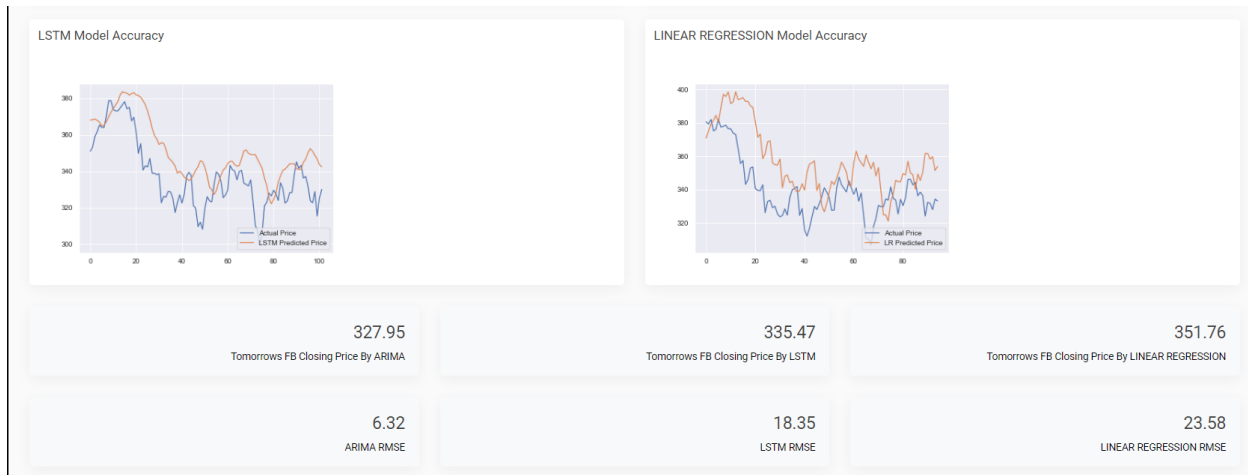 LSTM Model Accuracy
380
360
340
320
300
0 20 40 60 80 100
Actual Price
LSTM Predicted Price
LINEAR REGRESSION Model Accuracy
400
380
360
340
320
0 20 40 60 80
Actual Price
LR Predicted Price
327.95
Tomorrows FB Closing Price By ARIMA
335.47
Tomorrows FB Closing Price By LSTM
351.76
Tomorrows FB Closing Price By LINEAR REGRESSION
6.32
ARIMA RMSE
18.35
LSTM RMSE
23.58
LINEAR REGRESSION RMSE